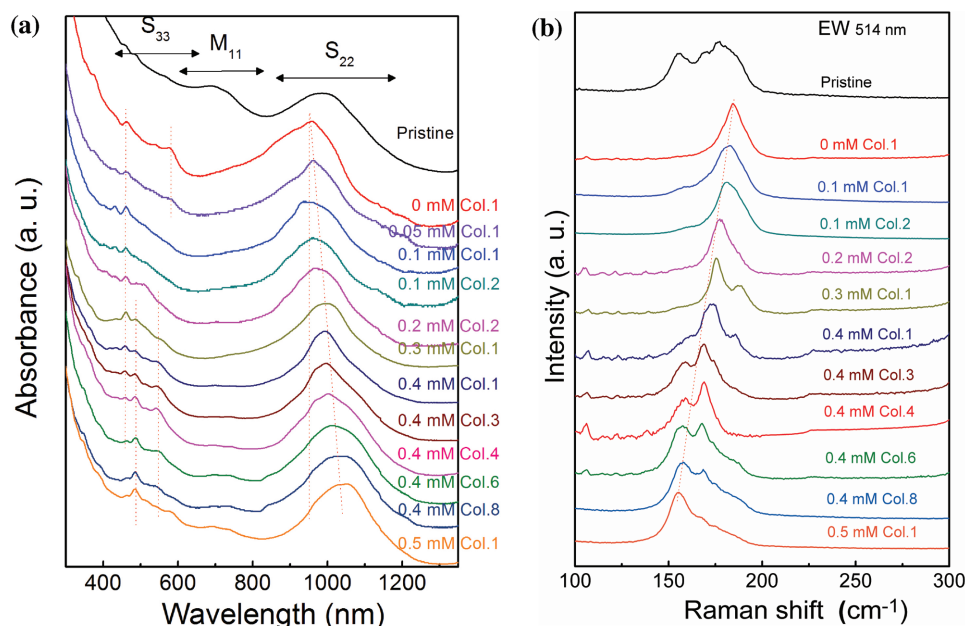 (a)
S33
M11
S22
Pristine
0 mM Col.1
0.05 mM Col.1
0.1 mM Col.1
0.1 mM Col.2
0.2 mM Col.2
0.3 mM Col.1
0.4 mM Col.1
0.4 mM Col.3
0.4 mM Col.4
0.4 mM Col.6
0.4 mM Col.8
0.5 mM Col.1
Absorbance (a. u.)
400 600 800 1000 1200
Wavelength (nm)
(b)
EW 514 nm
Pristine
0 mM Col.1
0.1 mM Col.1
0.1 mM Col.2
0.2 mM Col.2
0.3 mM Col.1
0.4 mM Col.1
0.4 mM Col.3
0.4 mM Col.4
0.4 mM Col.6
0.4 mM Col.8
0.5 mM Col.1
Intensity (a. u.)
100 150 200 250 300
Raman shift (cm-1)